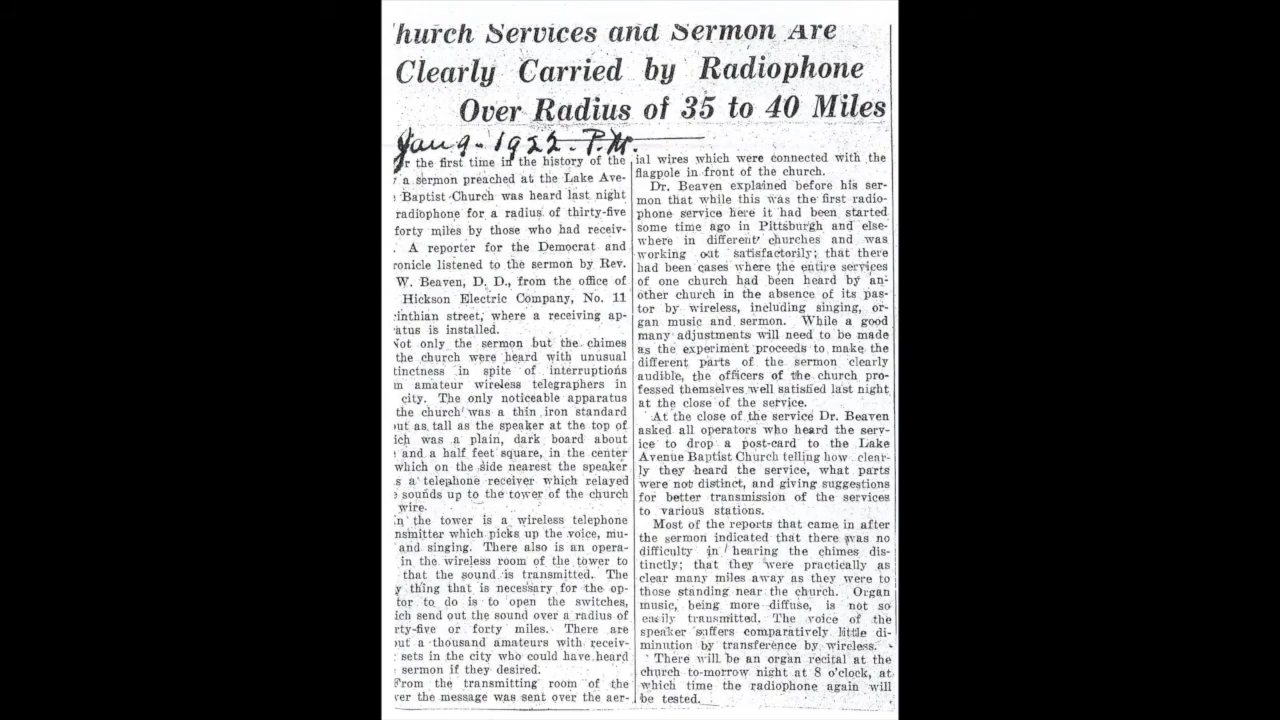 hurch Services and Sermon Are
Clearly Carried by Radiophone
Over Radius of 35 to 40 Miles
Jan 9 - 1922 - P.M.
r the first time in the history of the
a sermon preached at the Lake Ave-
Baptist Church was heard last night
radiophone for a radius of thirty-five
forty miles by those who had receiv-
. A reporter for the Democrat and
ronicle listened to the sermon by Rev.
W. Beaven, D. D., from the office of
Hickson Electric Company, No. 11
inthian street, where a receiving ap-
atus is installed.
Not only the sermon but the chimes
the church were heard with unusual
tinctness in spite of interruptions
m amateur wireless telegraphers in
city. The only noticeable apparatus
the church was a thin iron standard
ut as tall as the speaker at the top of
ich was a plain, dark board about
and a half feet square, in the center
which on the side nearest the speaker
s a telephone receiver which relayed
sounds up to the tower of the church
wire.
n the tower is a wireless telephone
nsmitter which picks up the voice, mu-
and singing. There also is an opera-
in the wireless room of the tower to
that the sound is transmitted. The
y thing that is necessary for the op-
tor to do is to open the switches,
ich send out the sound over a radius of
rty-five or forty miles. There are
out a thousand amateurs with receiv-
sets in the city who could have heard
sermon if they desired.
From the transmitting room of the
er the message was sent over the aer-
ial wires which were connected with the
flagpole in front of the church.
Dr. Beaven explained before his ser-
mon that while this was the first radio-
phone service here it had been started
some time ago in Pittsburgh and else-
where in different churches and was
working out satisfactorily; that there
had been cases where the entire services
of one church had been heard by an-
other church in the absence of its pas-
tor by wireless, including singing, or-
gan music and sermon. While a good
many adjustments will need to be made
as the experiment proceeds to make the
different parts of the sermon clearly
audible, the officers of the church pro-
fessed themselves well satisfied last night
at the close of the service.
At the close of the service Dr. Beaven
asked all operators who heard the serv-
ice to drop a post-card to the Lake
Avenue Baptist Church telling how clear-
ly they heard the service, what parts
were not distinct, and giving suggestions
for better transmission of the services
to various stations.
Most of the reports that came in after
the sermon indicated that there was no
difficulty in hearing the chimes dis-
tinctly; that they were practically as
clear many miles away as they were to
those standing near the church. Organ
music, being more diffuse, is not so
easily transmitted. The voice of the
speaker suffers comparatively little di-
minution by transference by wireless.
There will be an organ recital at the
church to-morrow night at 8 o'clock, at
which time the radiophone again will
be tested.